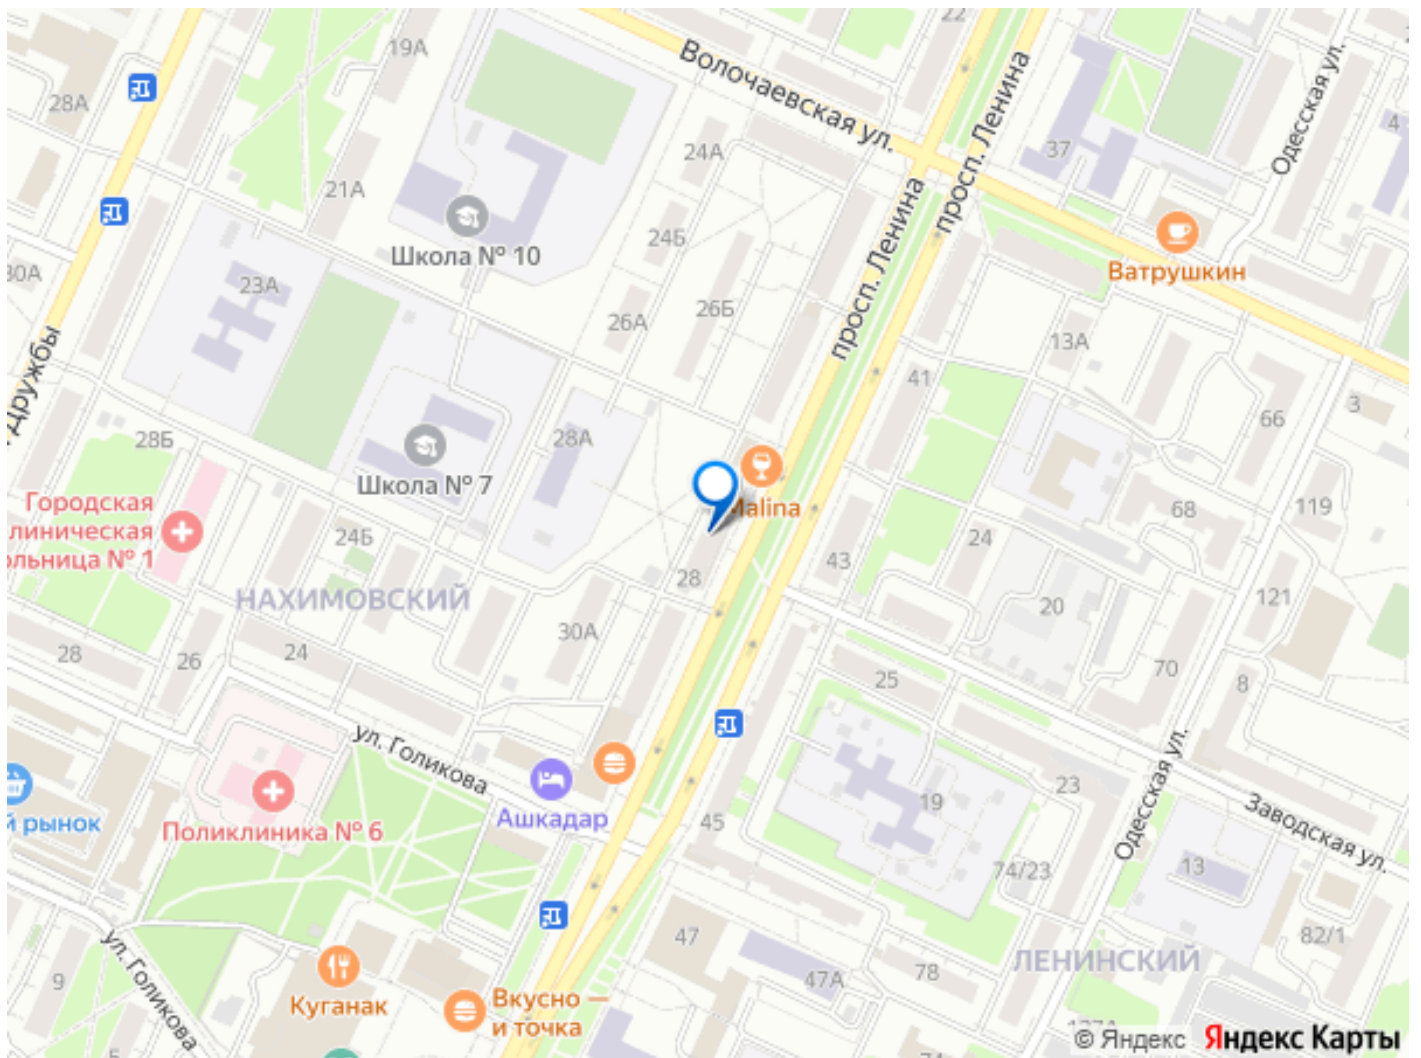 22
19А
Волочаевская ул.
просп. Ленина
Одесская ул.
28А
24А
37
4
21А
просп. Ленина
Школа № 10
24Б
Ватрушкин
30А
23А
26Б
26А
13А
Дружбы
41
66
3
28Б
28А
Школа № 7
Malina
68
119
Городская
линическая
ольница № 1
24Б
24
43
28
НАХИМОВСКИЙ
20
121
30А
28
26
24
25
70
8
ул. Голикова
Одесская ул.
23
19
Заводская ул.
й рынок
Поликлиника № 6
Ашкадар
45
74/23
13
47
82/1
ул. Голикова
ЛЕНИНСКИЙ
78
47А
9
Куганак
Вкусно —
и точка
© Яндекс Яндекс Карты